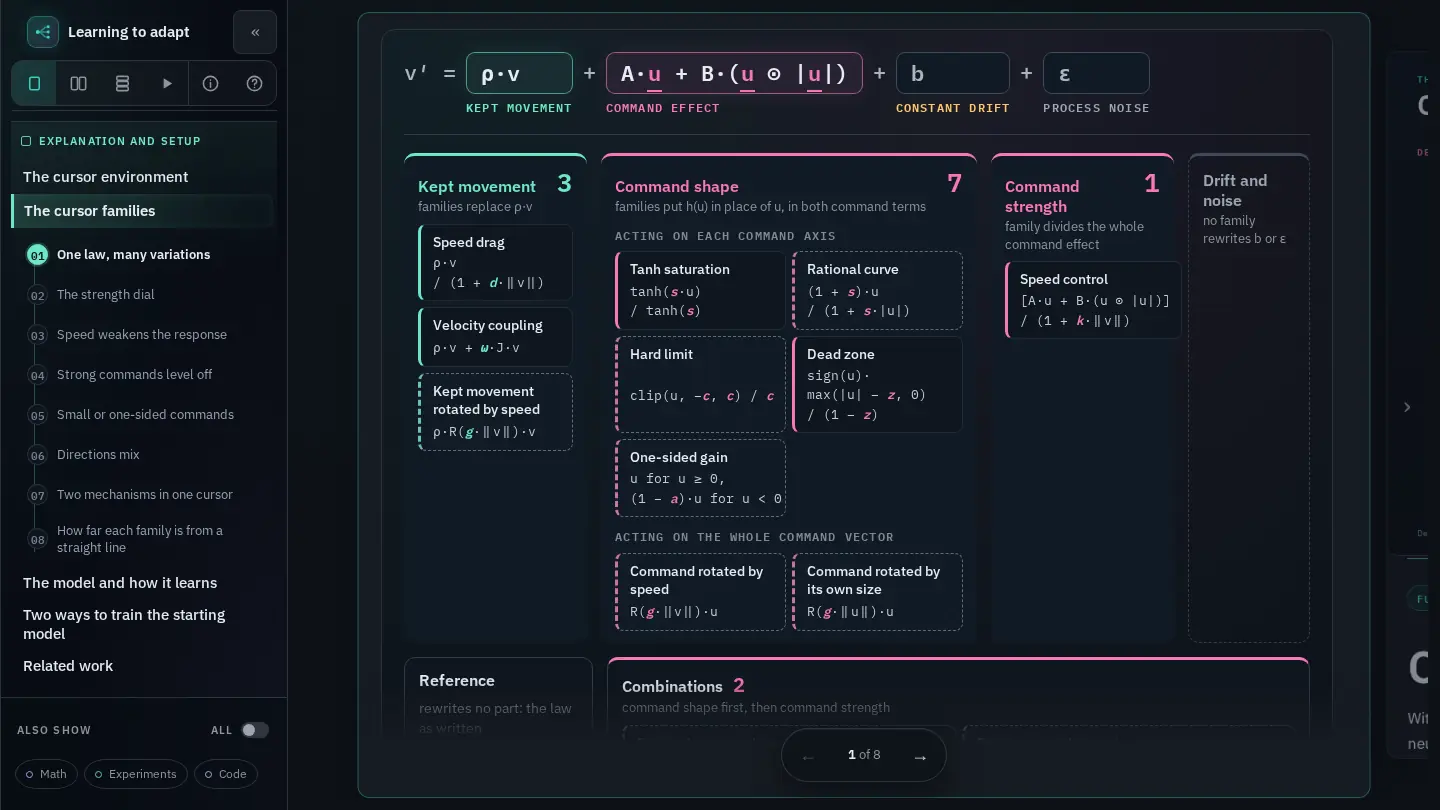 Learning to adapt
«
EXPLANATION AND SETUP
The cursor environment
The cursor families
01 One law, many variations
02 The strength dial
03 Speed weakens the response
04 Strong commands level off
05 Small or one-sided commands
06 Directions mix
07 Two mechanisms in one cursor
08 How far each family is from a
straight line
The model and how it learns
Two ways to train the starting
model
Related work
ALSO SHOW ALL
Math Experiments Code
v′ = ρ·v + A·u + B·(u ⊙ |u|) + b + ε
KEPT MOVEMENT COMMAND EFFECT CONSTANT DRIFT PROCESS NOISE
Kept movement 3
families replace ρ·v
Speed drag
ρ·v
/ (1 + d·‖v‖)
Velocity coupling
ρ·v + ω·J·v
Kept movement
rotated by speed
ρ·R(g·‖v‖)·v
Command shape 7
families put h(u) in place of u, in both command terms
ACTING ON EACH COMMAND AXIS
Tanh saturation
tanh(s·u)
/ tanh(s)
Rational curve
(1 + s)·u
/ (1 + s·|u|)
Hard limit
clip(u, −c, c) / c
Dead zone
sign(u)·
max(|u| − z, 0)
/ (1 − z)
One-sided gain
u for u ≥ 0,
(1 − a)·u for u < 0
ACTING ON THE WHOLE COMMAND VECTOR
Command rotated by
speed
R(g·‖v‖)·u
Command rotated by
its own size
R(g·‖u‖)·u
Command
strength 1
family divides the whole
command effect
Speed control
[A·u + B·(u ⊙ |u|)]
/ (1 + k·‖v‖)
Drift and
noise
no family
rewrites b or ε
Reference
rewrites no part: the law
as written
Combinations 2
command shape first, then command strength
← 1 of 8 →
›